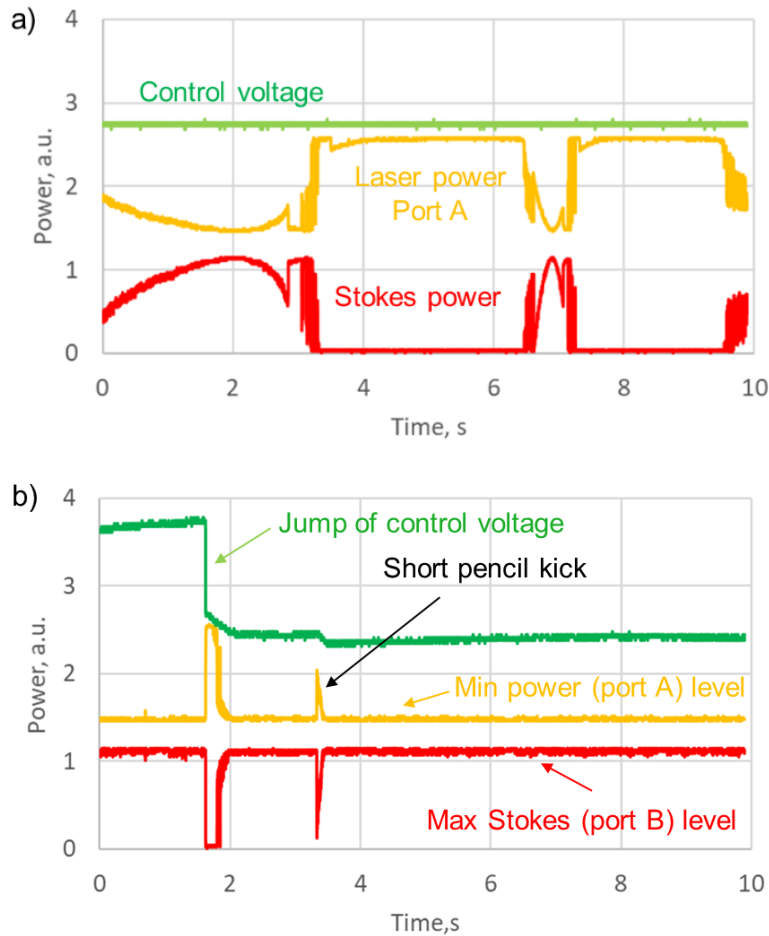 a)
4
3
2
1
0
Power, a.u.
Control voltage
Laser power
Port A
Stokes power
0 2 4 6 8 10
Time, s
b)
4
3
2
1
0
Power, a.u.
Jump of control voltage
Short pencil kick
Min power (port A) level
Max Stokes (port B) level
0 2 4 6 8 10
Time,s